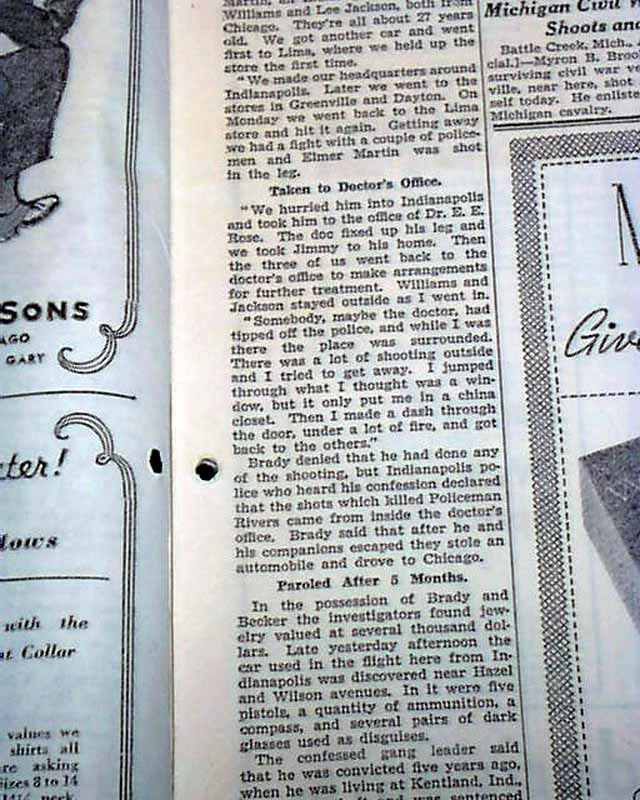 Martin, all
Williams and Lee Jackson, both from
Chicago. They're all about 27 years
old. We got another car and went
first to Lima, where we held up the
store the first time.
"We made our headquarters around
Indianapolis. Later we went to the
stores in Greenville and Dayton. On
Monday we went back to the Lima
store and hit it again. Getting away
we had a fight with a couple of police-
men and Elmer Martin was shot
in the leg.
Taken to Doctor's Office.
"We hurried him into Indianapolis
and took him to the office of Dr. E. E.
Rose. The doc fixed up his leg and
we took Jimmy to his home. Then
the three of us went back to the
doctor's office to make arrangements
for further treatment. Williams and
Jackson stayed outside as I went in.
"Somebody, maybe the doctor, had
tipped off the police, and while I was
there the place was surrounded.
There was a lot of shooting outside
and I tried to get away. I jumped
through what I thought was a win-
dow, but it only put me in a china
closet. Then I made a dash through
the door, under a lot of fire, and got
back to the others."
Brady denied that he had done any
of the shooting, but Indianapolis po-
lice who heard his confession declared
that the shots which killed Policeman
Rivers came from inside the doctor's
office. Brady said that after he and
his companions escaped they stole an
automobile and drove to Chicago.
Paroled After 5 Months.
In the possession of Brady and
Becker the investigators found jew-
elry valued at several thousand dol-
lars. Late yesterday afternoon the
car used in the flight here from In-
dianapolis was discovered near Hazel
and Wilson avenues. In it were five
pistols, a quantity of ammunition, a
compass, and several pairs of dark
glasses used as disguises.
The confessed gang leader said
that he was convicted five years ago,
when he was living at Kentland, Ind.,
and was sentenced
Michigan Civil
Shoots and
Battle Creek, Mich.,
cial.]—Myron B. Broo
surviving civil war ve
ville, near here, shot
self today. He enliste
Michigan cavalry.
M
Give
SONS
AGO
GARY
ter!
lows
with the
at Collar
values we
shirts all
re asking
Sizes 8 to 14
neck